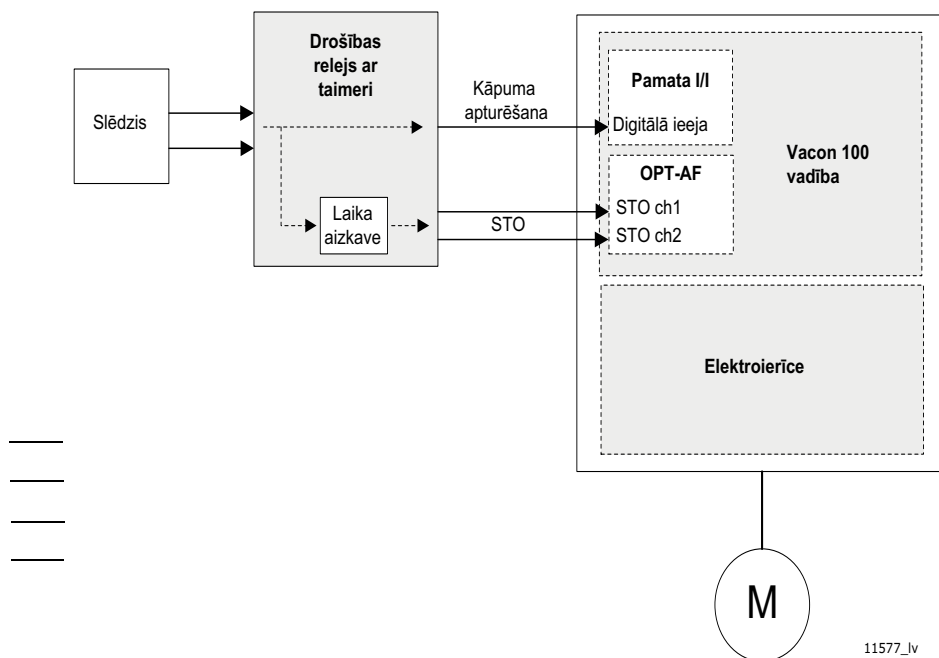 Slēdzis
Drošības
relejs ar
taimeri
Laika
aizkave
Kāpuma
apturēšana
STO
Pamata I/I
Digitālā ieeja
OPT-AF
STO ch1
STO ch2
Vacon 100
vadība
Elektroierīce
M
11577_lv